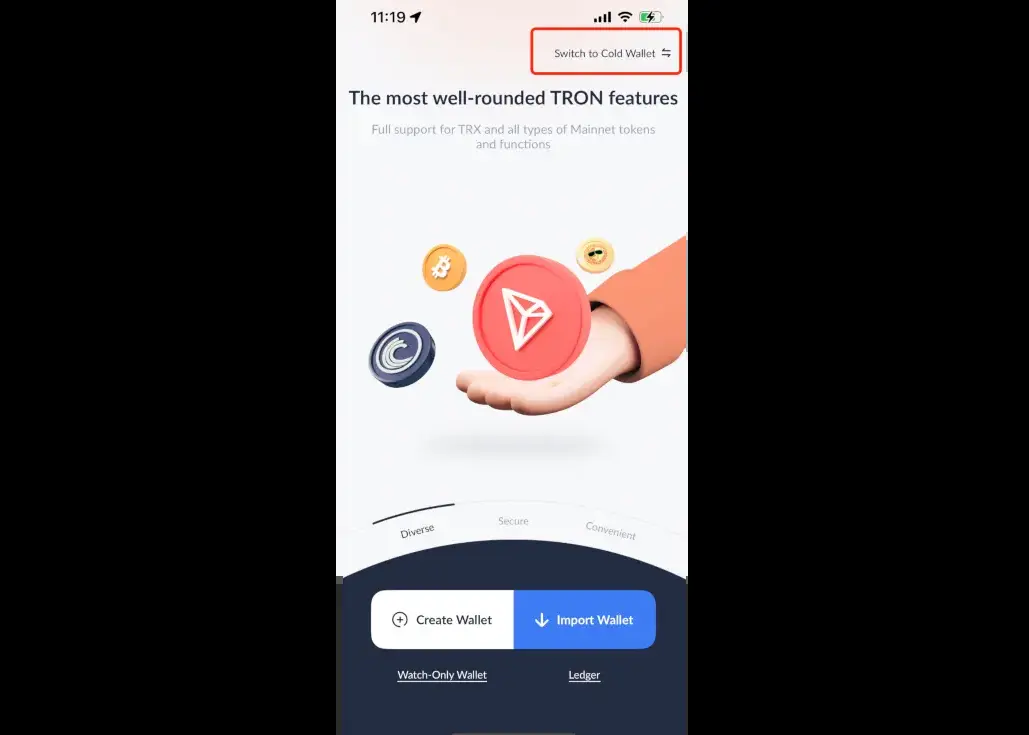 11:19
Switch to Cold Wallet
The most well-rounded TRON features
Full support for TRX and all types of Mainnet tokens
and functions
Diverse
Secure
Convenient
Create Wallet
Import Wallet
Watch-Only Wallet
Ledger